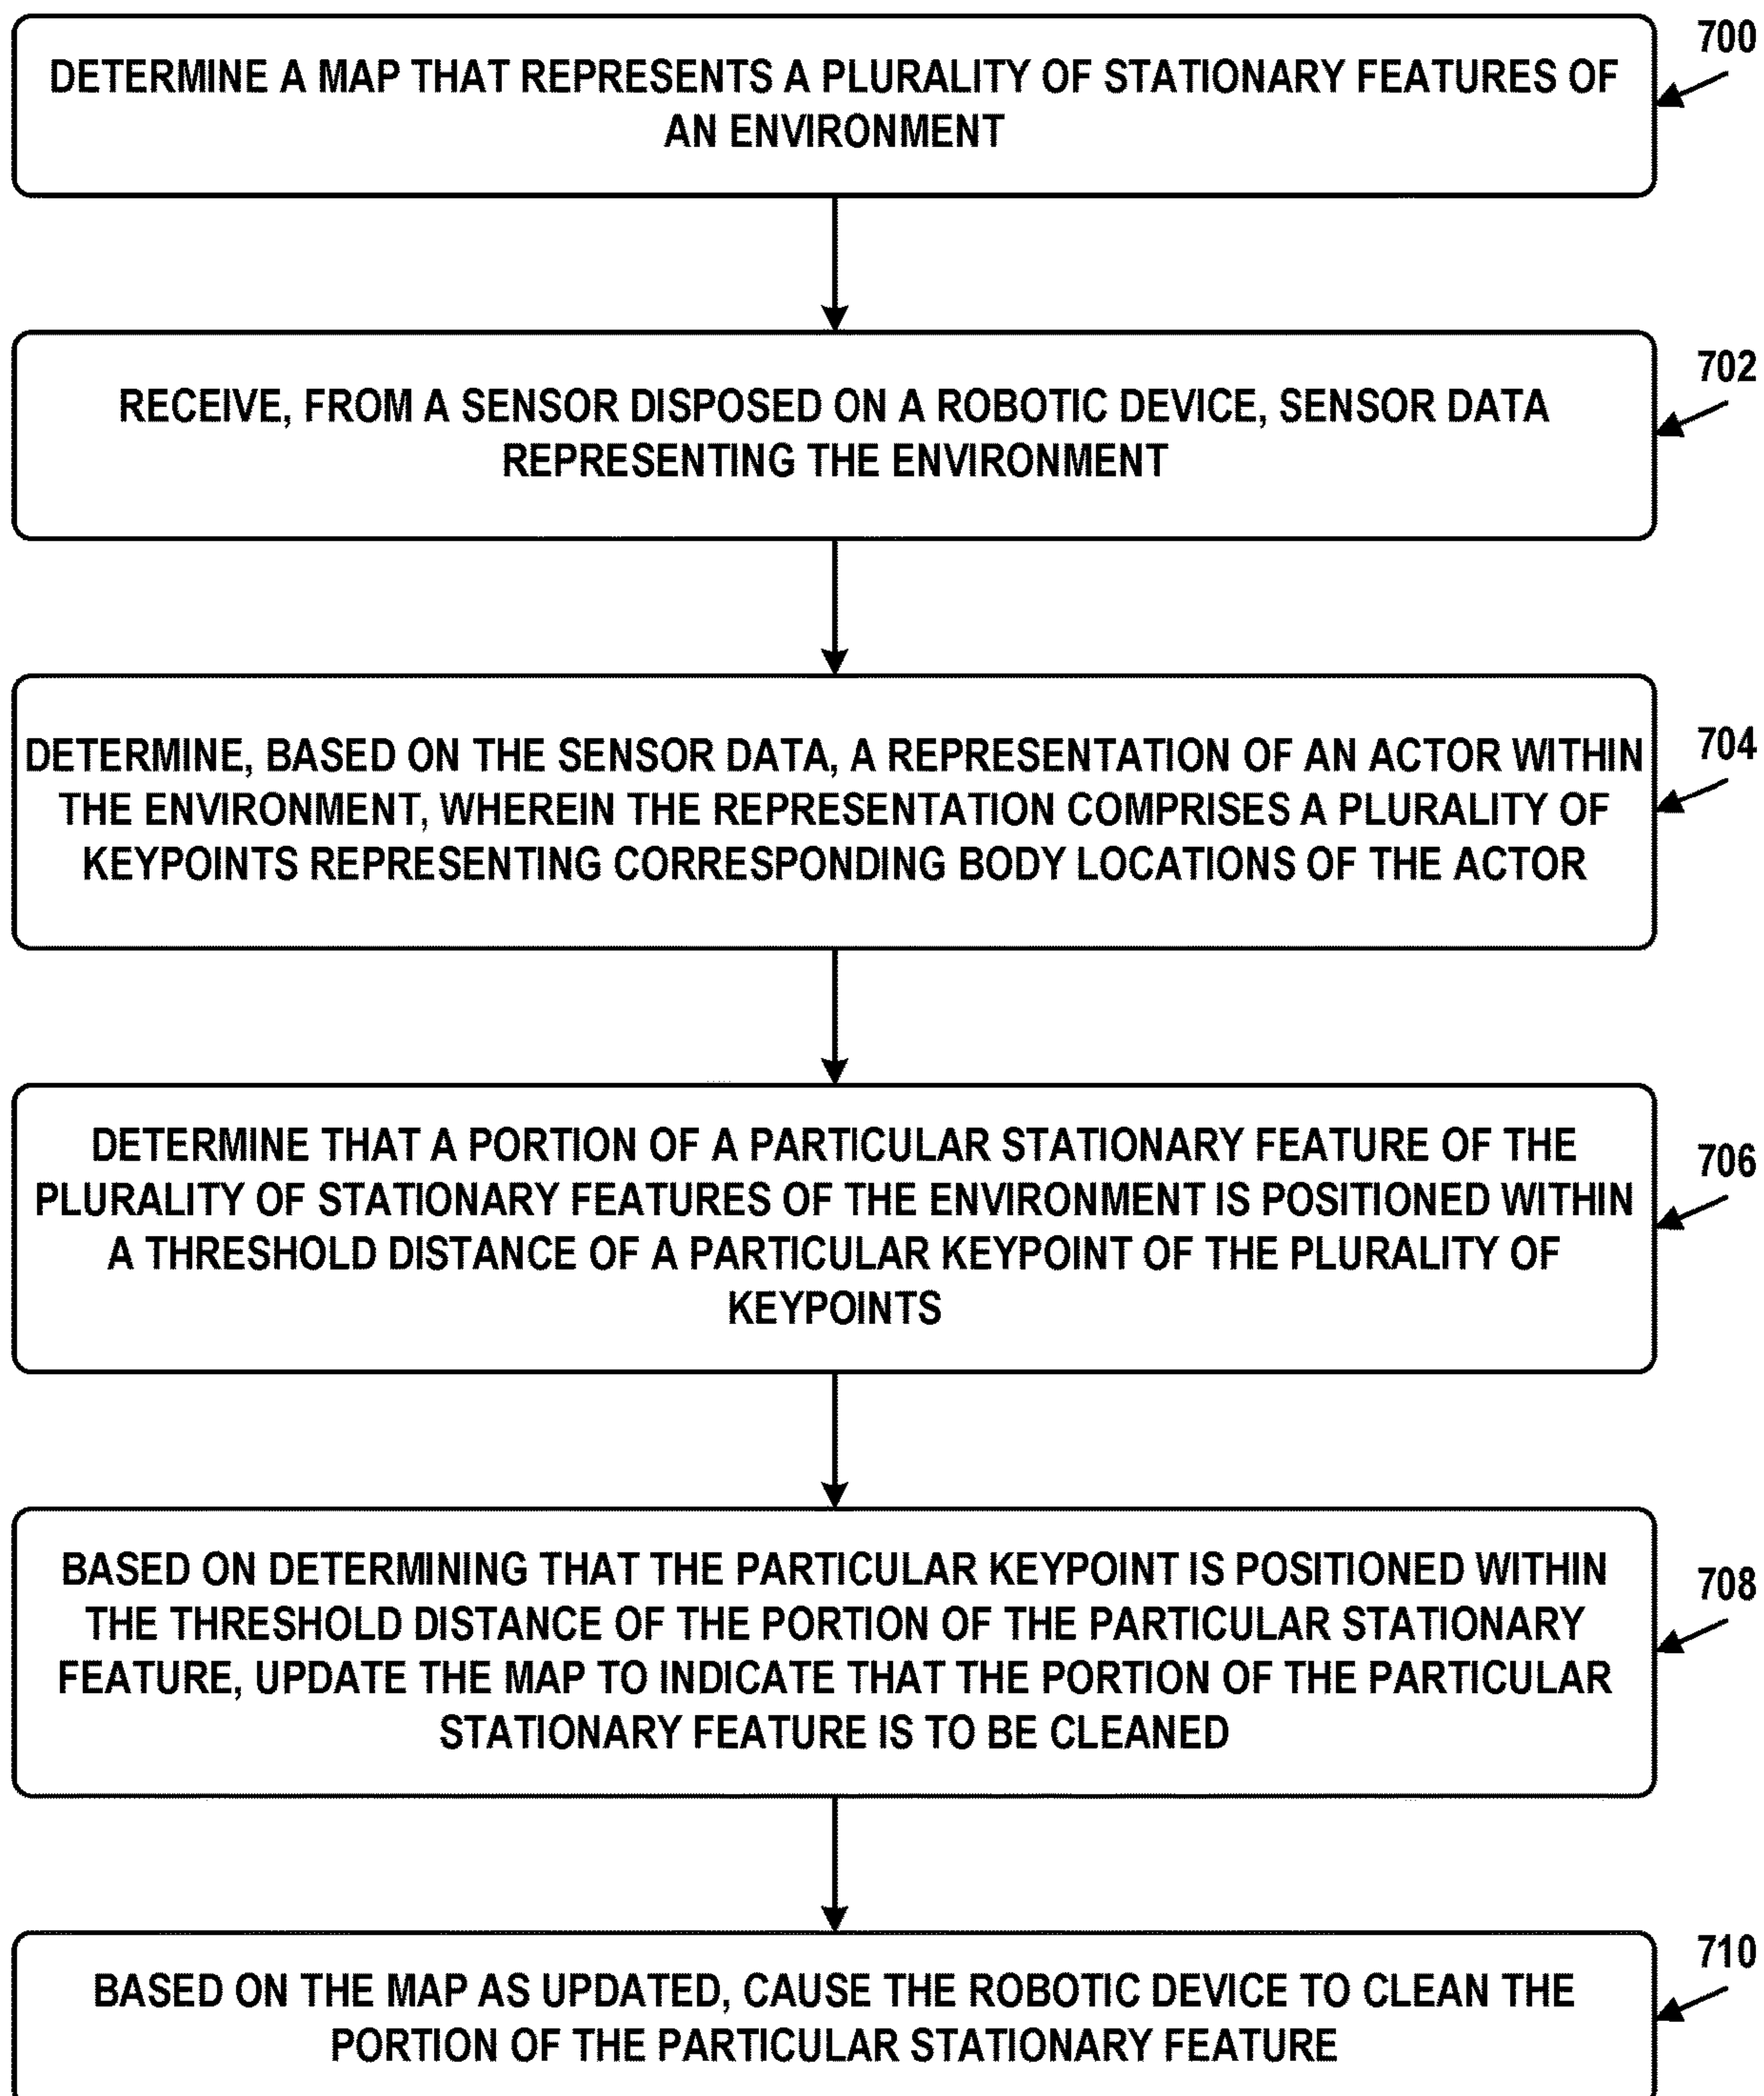 700
DETERMINE A MAP THAT REPRESENTS A PLURALITY OF STATIONARY FEATURES OF
AN ENVIRONMENT
702
RECEIVE, FROM A SENSOR DISPOSED ON A ROBOTIC DEVICE, SENSOR DATA
REPRESENTING THE ENVIRONMENT
704
DETERMINE, BASED ON THE SENSOR DATA, A REPRESENTATION OF AN ACTOR WITHIN
THE ENVIRONMENT, WHEREIN THE REPRESENTATION COMPRISES A PLURALITY OF
KEYPOINTS REPRESENTING CORRESPONDING BODY LOCATIONS OF THE ACTOR
706
DETERMINE THAT A PORTION OF A PARTICULAR STATIONARY FEATURE OF THE
PLURALITY OF STATIONARY FEATURES OF THE ENVIRONMENT IS POSITIONED WITHIN
A THRESHOLD DISTANCE OF A PARTICULAR KEYPOINT OF THE PLURALITY OF
KEYPOINTS
708
BASED ON DETERMINING THAT THE PARTICULAR KEYPOINT IS POSITIONED WITHIN
THE THRESHOLD DISTANCE OF THE PORTION OF THE PARTICULAR STATIONARY
FEATURE, UPDATE THE MAP TO INDICATE THAT THE PORTION OF THE PARTICULAR
STATIONARY FEATURE IS TO BE CLEANED
710
BASED ON THE MAP AS UPDATED, CAUSE THE ROBOTIC DEVICE TO CLEAN THE
PORTION OF THE PARTICULAR STATIONARY FEATURE